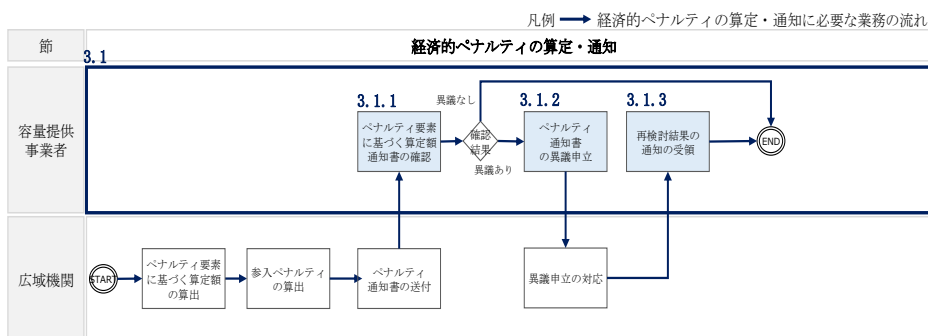 凡例 経済的ペナルティの算定・通知に必要な業務の流れ
節
経済的ペナルティの算定・通知
3.1
容量提供
事業者
3.1.1
ペナルティ要素
に基づく算定額
通知書の確認
異議なし
確認
結果
異議あり
3.1.2
ペナルティ
通知書
の異議申立
3.1.3
再検討結果の
通知の受領
END
広域機関
START
ペナルティ要素
に基づく算定額
の算出
参入ペナルティ
の算出
ペナルティ
通知書の送付
異議申立の対応